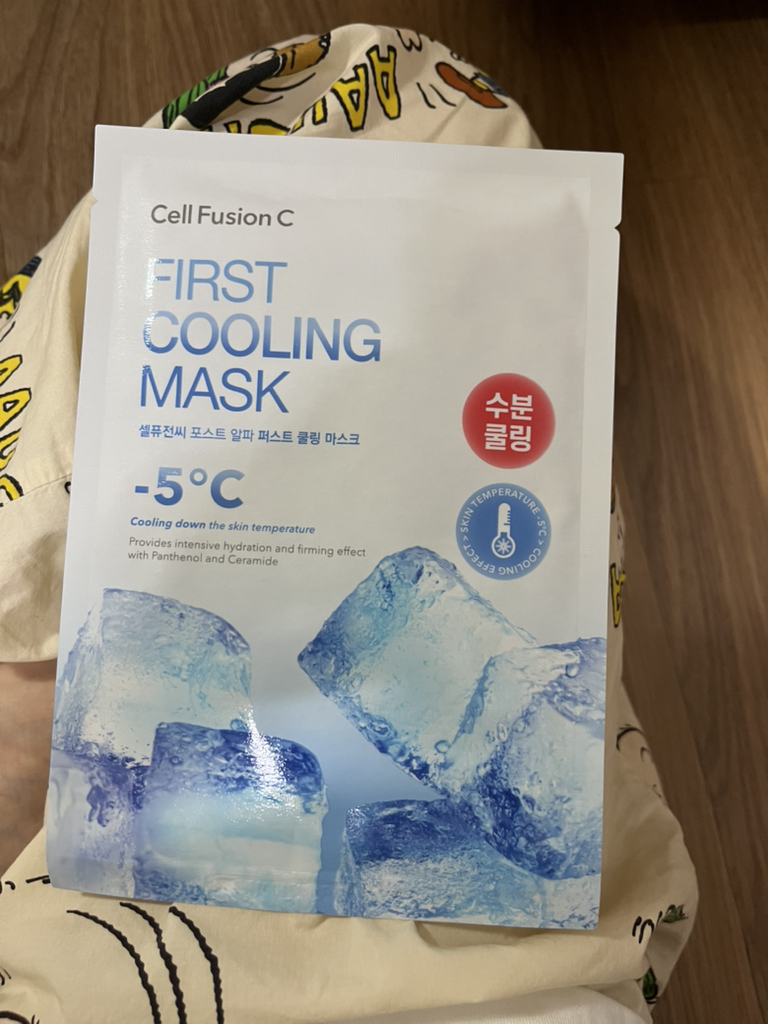 Cell Fusion C
FIRST
COOLING
MASK
셀퓨전씨 포스트 알파 퍼스트 쿨링 마스크
-5°C
Cooling down the skin temperature
Provides intensive hydration and firming effect
with Panthenol and Ceramide
수분
쿨링
SKIN TEMPERATURE -5°C > COOLING EFFECT >